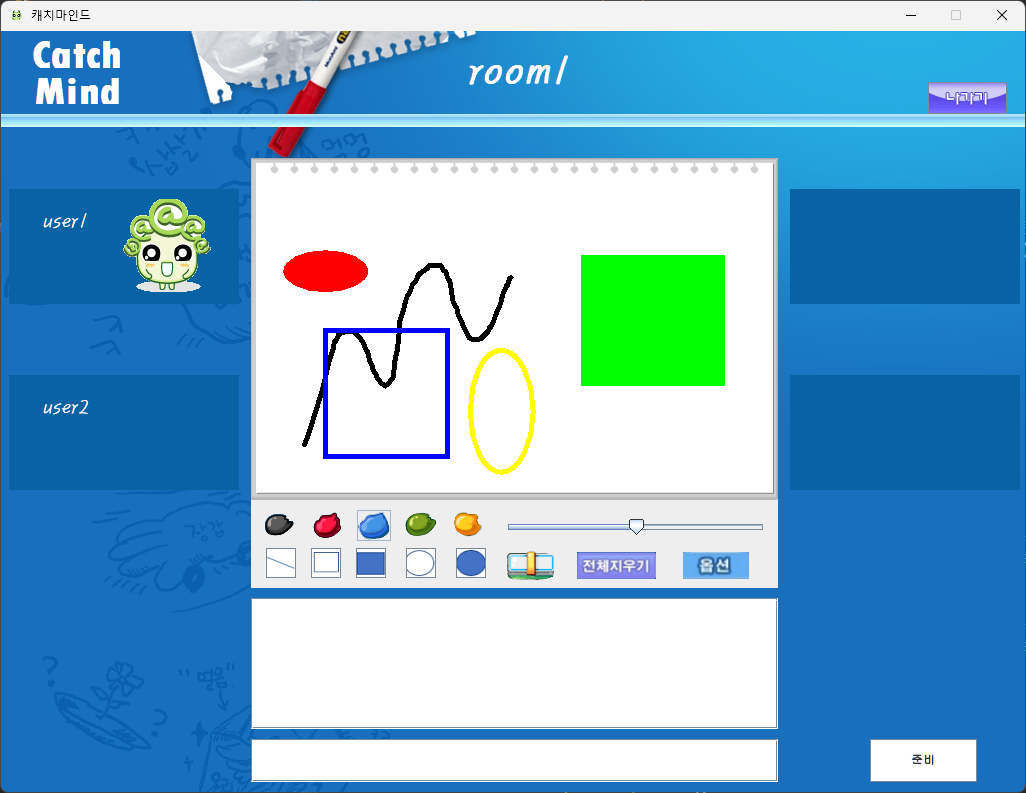 캐치마인드
Catch
Mind
room1
나가기
user1
user2
전체지우기
옵션
준비